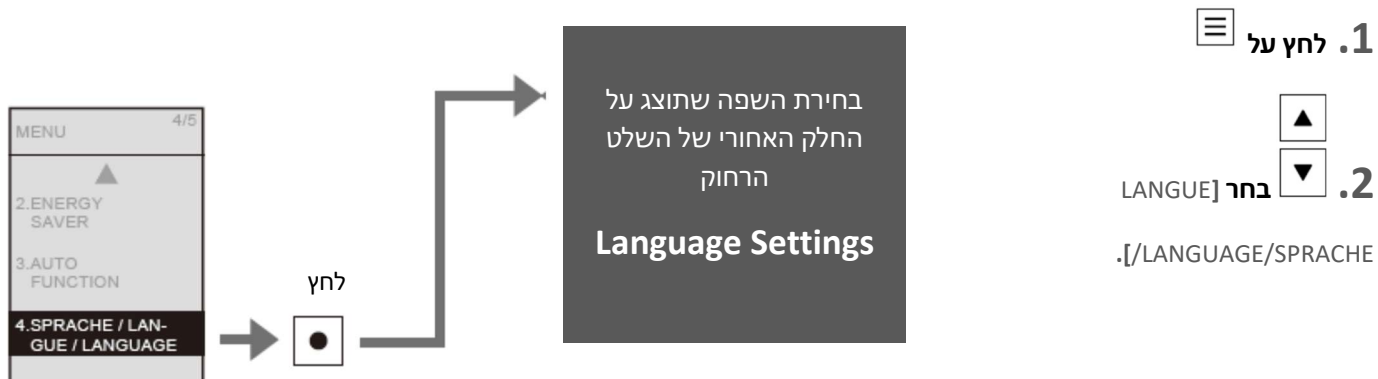 1. לחץ על
2. בחר [LANGUE
/LANGUAGE/SPRACHE].
בחירת השפה שתוצג על
החלק האחורי של השלט
הרחוק
Language Settings
לחץ
MENU 4/5
2.ENERGY
SAVER
3.AUTO
FUNCTION
4.SPRACHE / LAN-
GUE / LANGUAGE